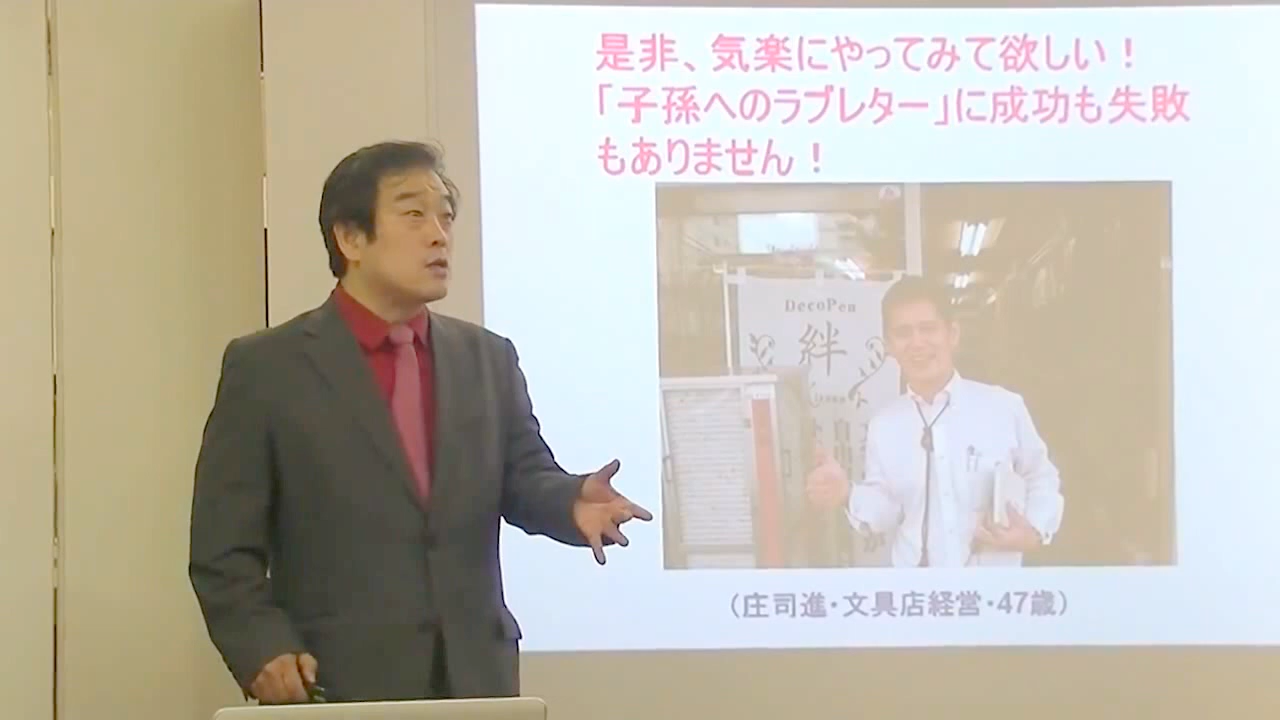 是非、気楽にやってみて欲しい！
「子孫へのラブレター」に成功も失敗
もありません！
DecoPen
絆
自由
（庄司進・文具店経営・47歳）